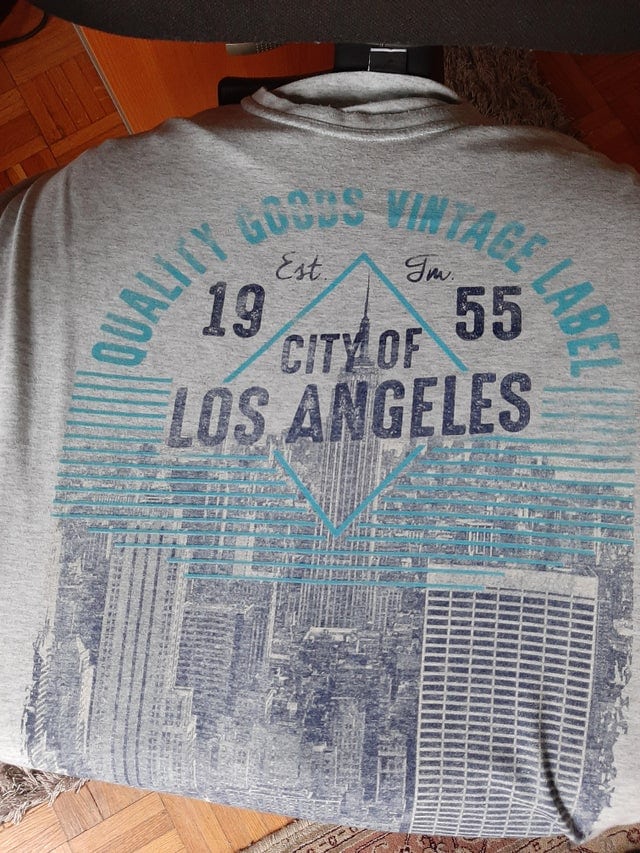 QUALITY GOODS VINTAGE LABEL
Est. Tm.
19 55
CITY OF
LOS ANGELES